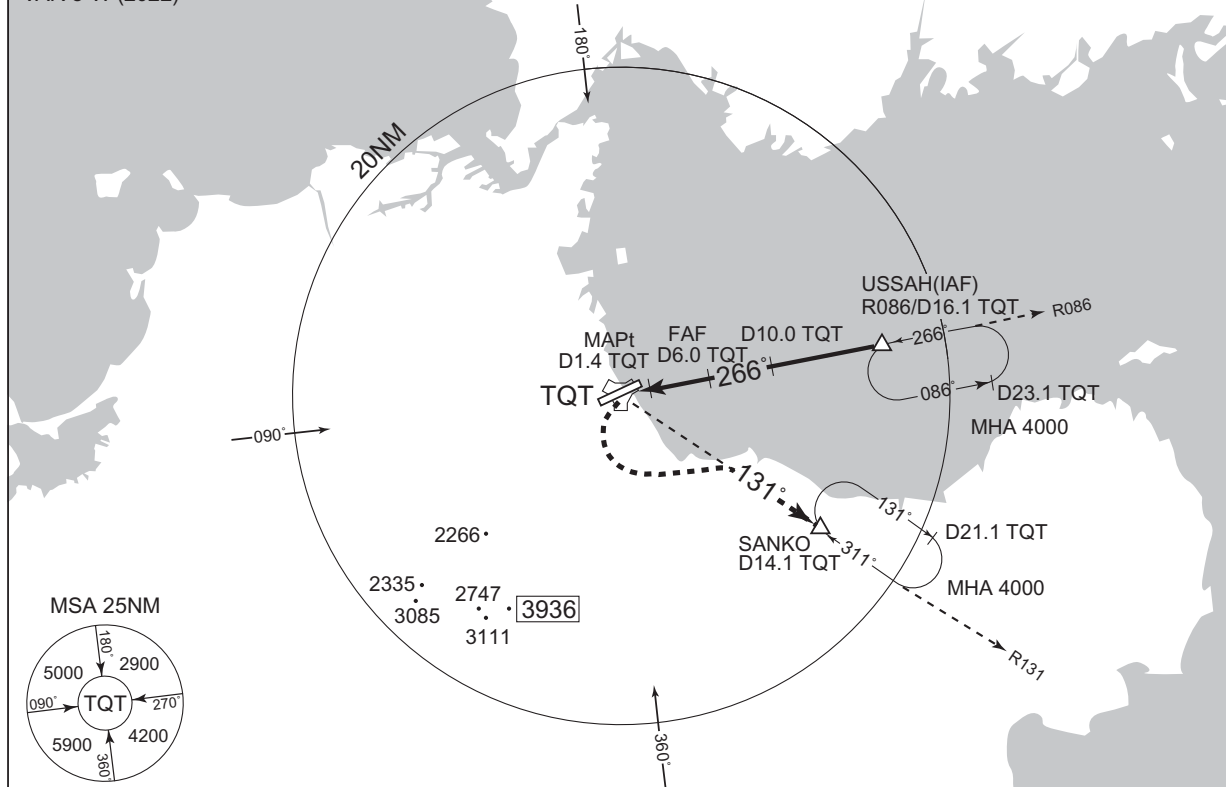 180°
20NM
USSAH(IAF)
R086/D16.1 TQT
R086
266°
086°
D23.1 TQT
MHA 4000
MAPt
D1.4 TQT
FAF
D6.0 TQT
D10.0 TQT
266°
TQT
090°
131°
131°
D21.1 TQT
SANKO
D14.1 TQT
311°
MHA 4000
R131
2266
2335
3085
2747
3936
3111
360°
MSA 25NM
180°
5000
2900
090°
TQT
270°
5900
4200
360°